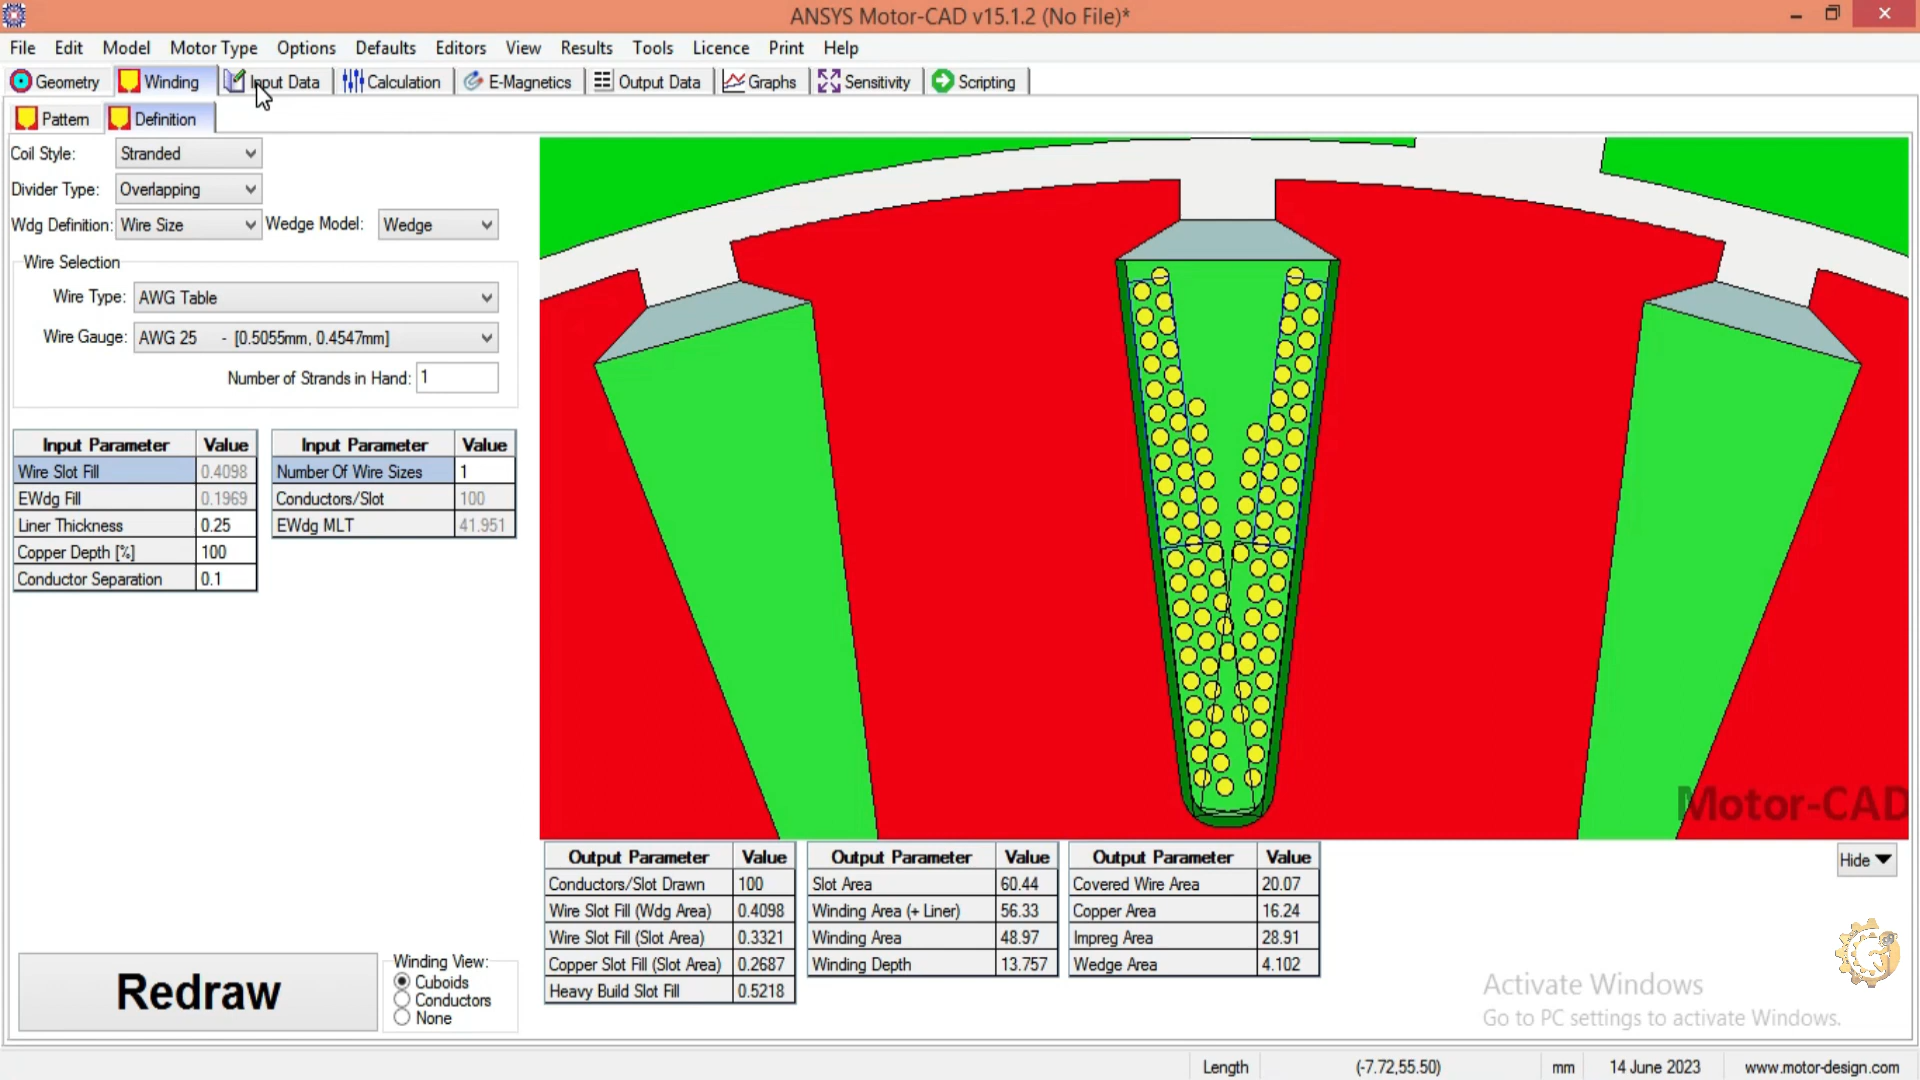 ANSYS Motor-CAD v15.1.2 (No File)*
File Edit Model Motor Type Options Defaults Editors View Results Tools Licence Print Help
Geometry Winding Input Data Calculation E-Magnetics Output Data Graphs Sensitivity Scripting
Pattern Definition
Coil Style: Stranded
Divider Type: Overlapping
Wdg Definition: Wire Size Wedge Model: Wedge
Wire Selection
Wire Type: AWG Table
Wire Gauge: AWG 25 - [0.5055mm, 0.4547mm]
Number of Strands in Hand: 1
Input Parameter Value Input Parameter Value
Wire Slot Fill 0.4098 Number Of Wire Sizes 1
EWdg Fill 0.1969 Conductors/Slot 100
Liner Thickness 0.25 EWdg MLT 41.951
Copper Depth [%] 100
Conductor Separation 0.1
Motor-CAD
Output Parameter Value Output Parameter Value Output Parameter Value
Hide
Conductors/Slot Drawn 100 Slot Area 60.44 Covered Wire Area 20.07
Wire Slot Fill (Wdg Area) 0.4098 Winding Area (+ Liner) 56.33 Copper Area 16.24
Wire Slot Fill (Slot Area) 0.3321 Winding Area 48.97 Impreg Area 28.91
Copper Slot Fill (Slot Area) 0.2687 Winding Depth 13.757 Wedge Area 4.102
Heavy Build Slot Fill 0.5218
Redraw
Winding View:
Cuboids
Conductors
None
Activate Windows
Go to PC settings to activate Windows.
Length (-7.72,55.50) mm 14 June 2023 www.motor-design.com